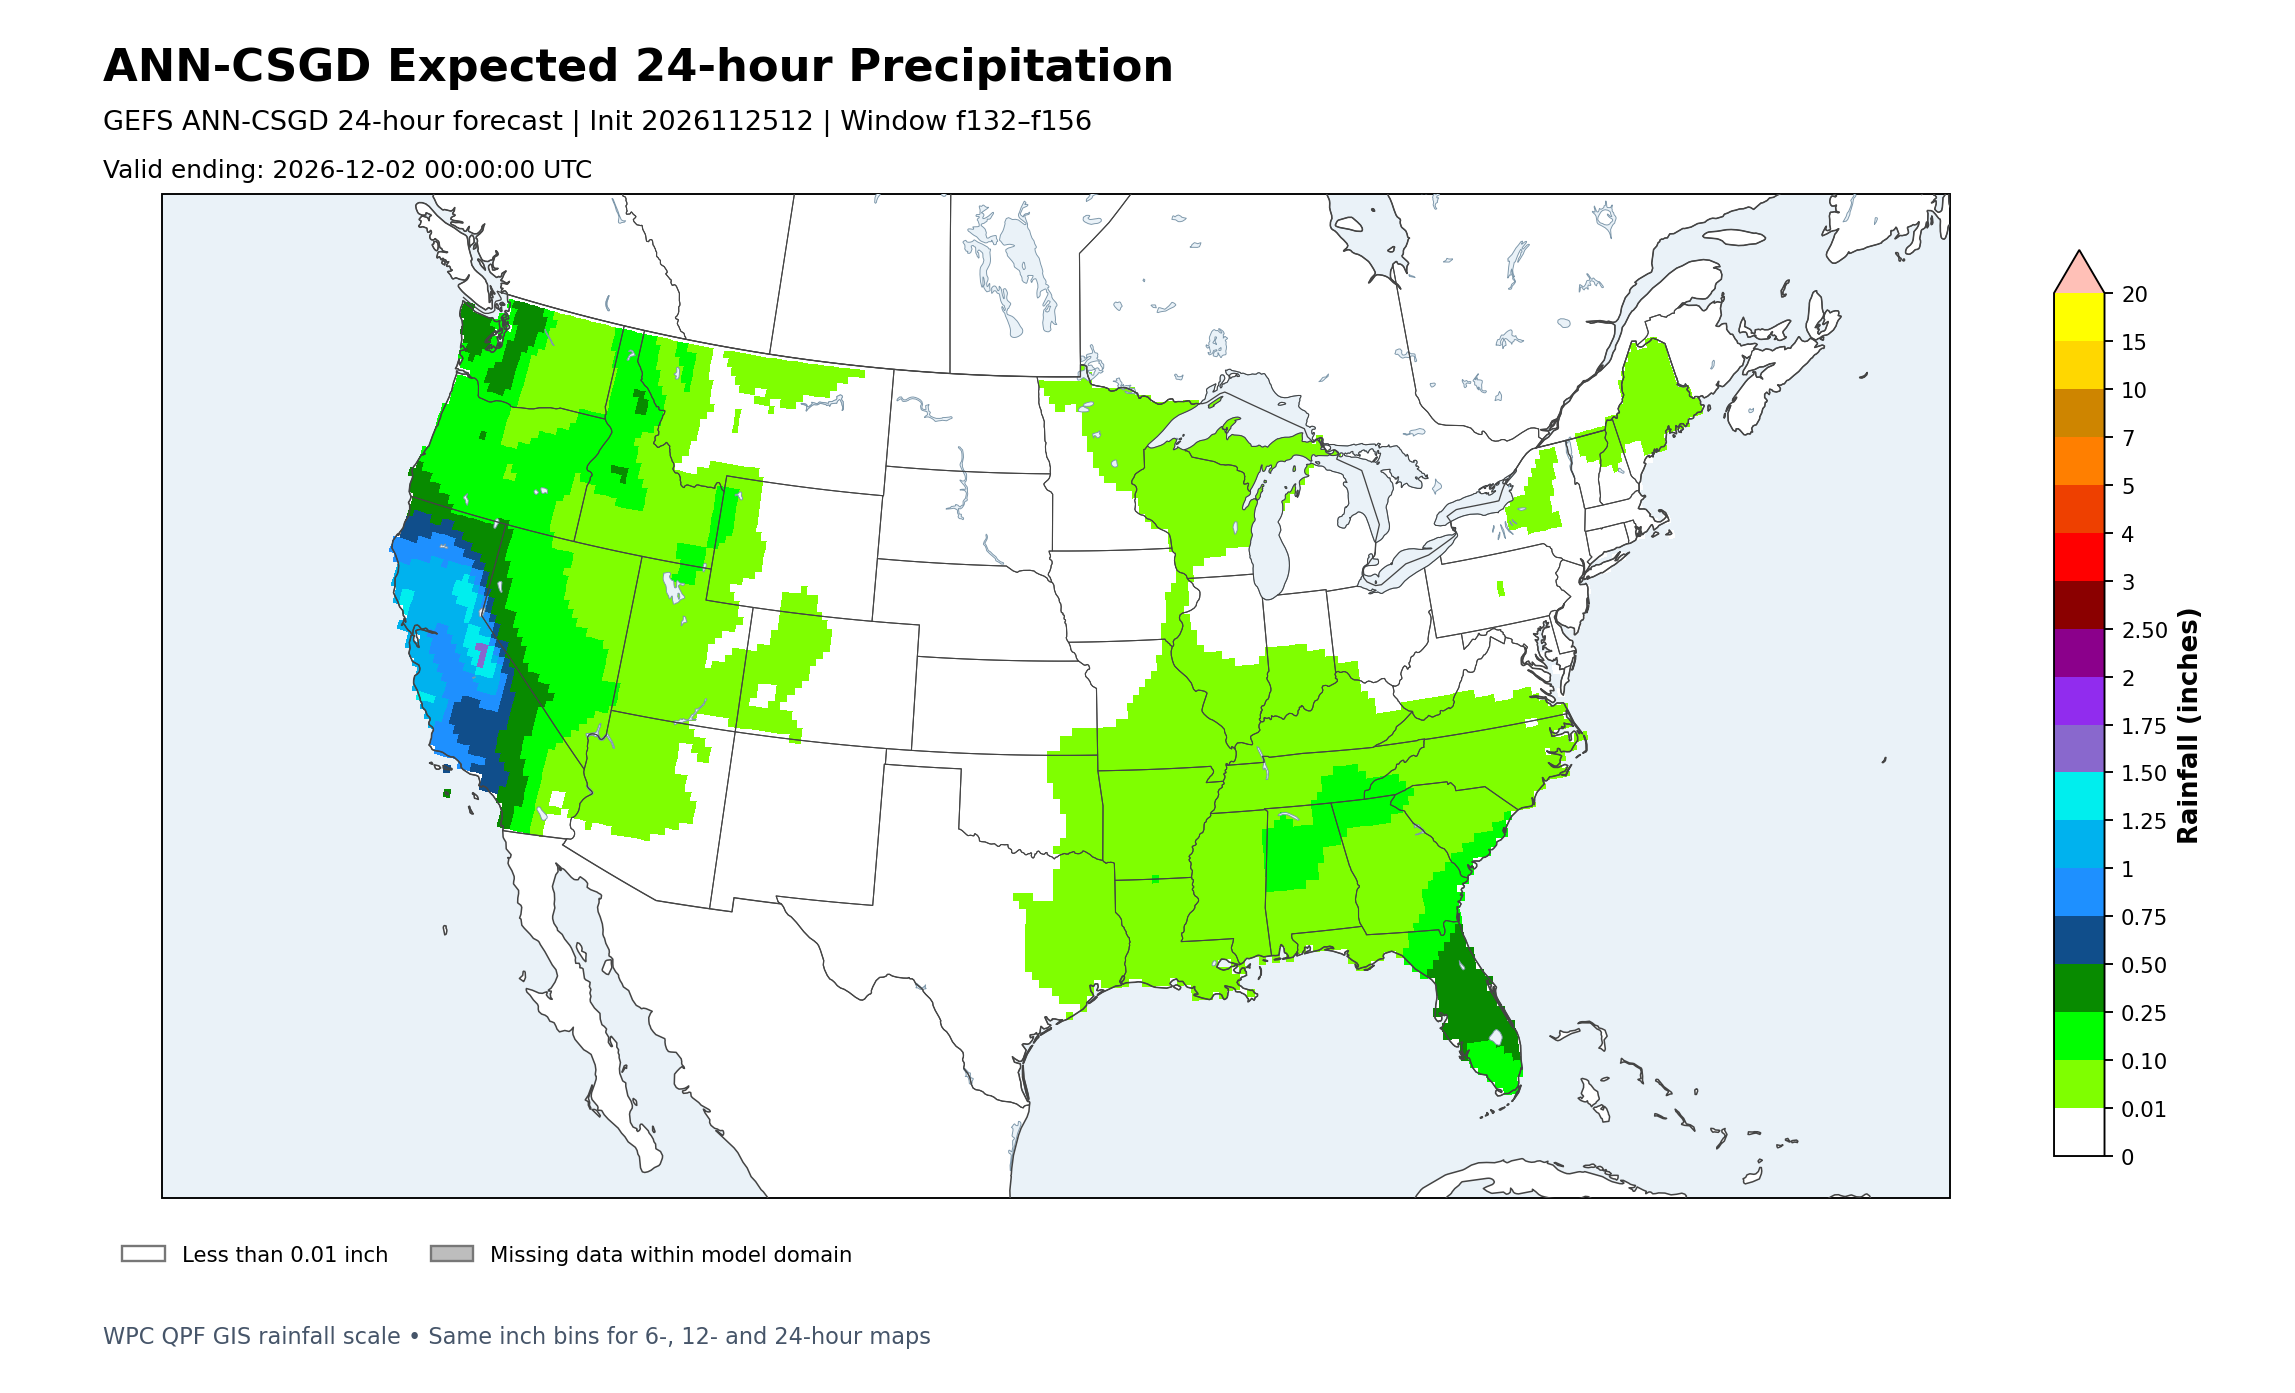 ANN-CSGD Expected 24-hour Precipitation
GEFS ANN-CSGD 24-hour forecast | Init 2026112512 | Window f132–f156
Valid ending: 2026-12-02 00:00:00 UTC
20
15
10
7
5
4
3
2.50
2
1.75
1.50
1.25
1
0.75
0.50
0.25
0.10
0.01
0
Rainfall (inches)
Less than 0.01 inch
Missing data within model domain
WPC QPF GIS rainfall scale • Same inch bins for 6-, 12- and 24-hour maps